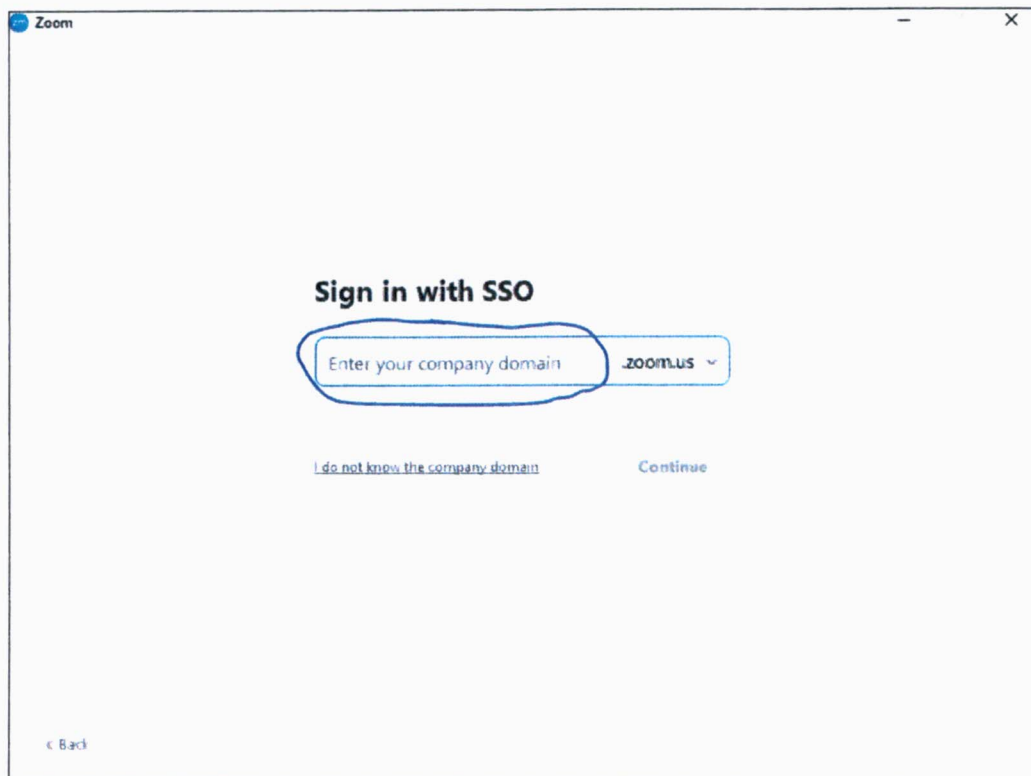 zm Zoom
Sign in with SSO
Enter your company domain .zoom.us
I do not know the company domain Continue
< Back